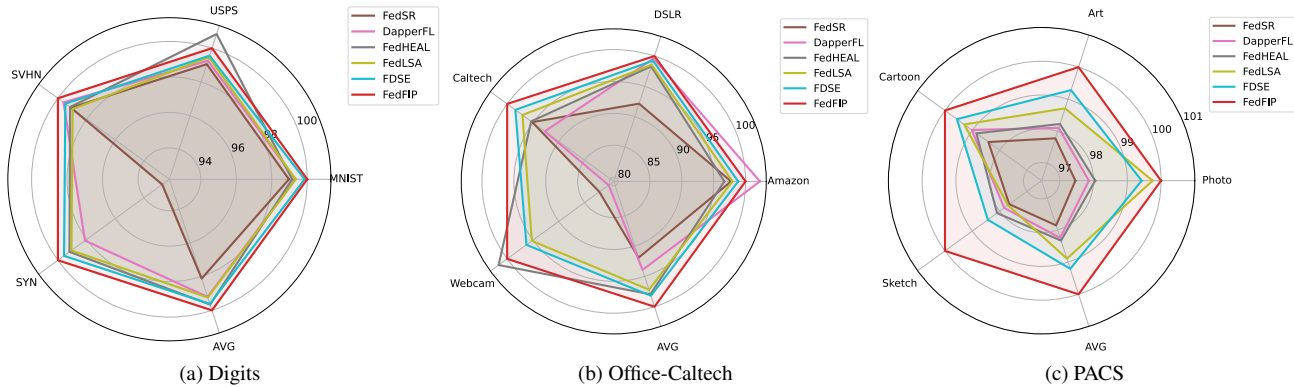 USPS
SVHN
SYN
AVG
MNIST
94
96
98
100
FedSR
DapperFL
FedHEAL
FedLSA
FDSE
FedFIP
(a) Digits
DSLR
Caltech
Webcam
AVG
Amazon
80
85
90
95
100
FedSR
DapperFL
FedHEAL
FedLSA
FDSE
FedFIP
(b) Office-Caltech
Art
Cartoon
Sketch
AVG
Photo
97
98
99
100
101
FedSR
DapperFL
FedHEAL
FedLSA
FDSE
FedFIP
(c) PACS